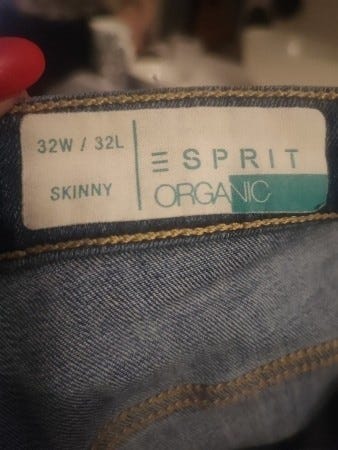 32W / 32L
SKINNY
ESPRIT
ORGANIC